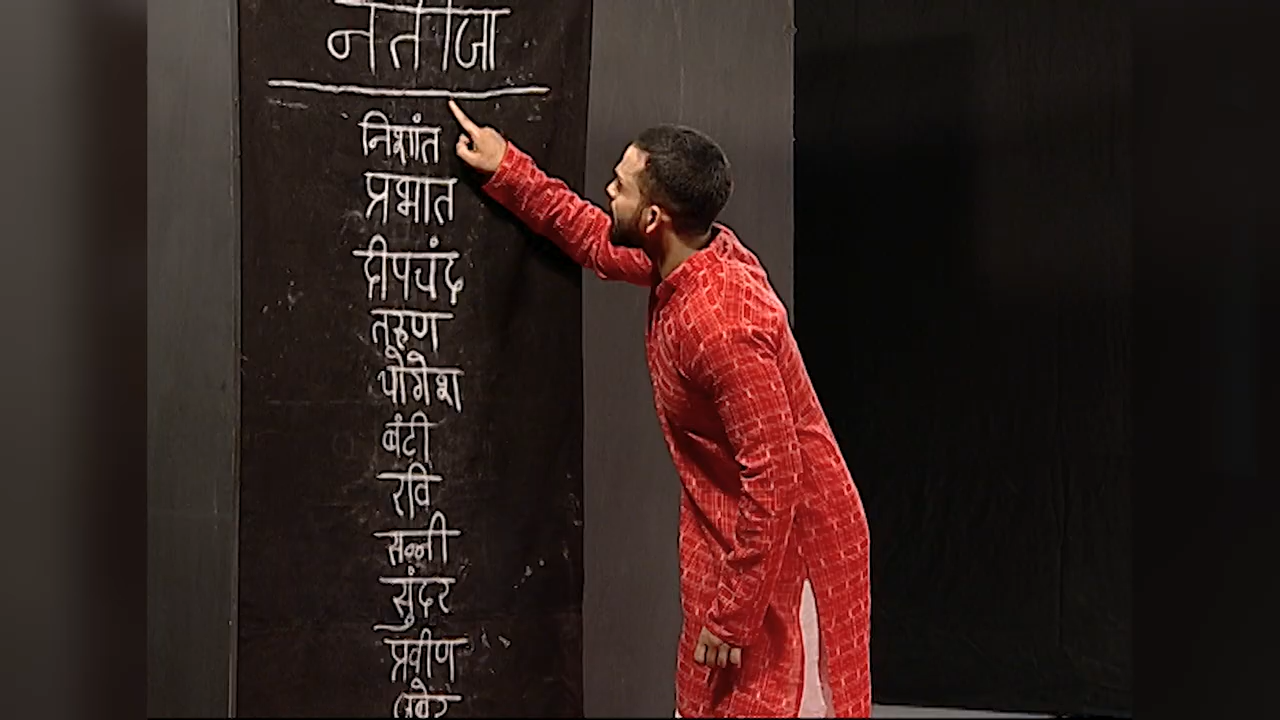 नतीजा
निशांत
प्रभात
दीपचंद
तरुण
योगेश
बंटी
रवि
सन्नी
सुंदर
प्रवीण